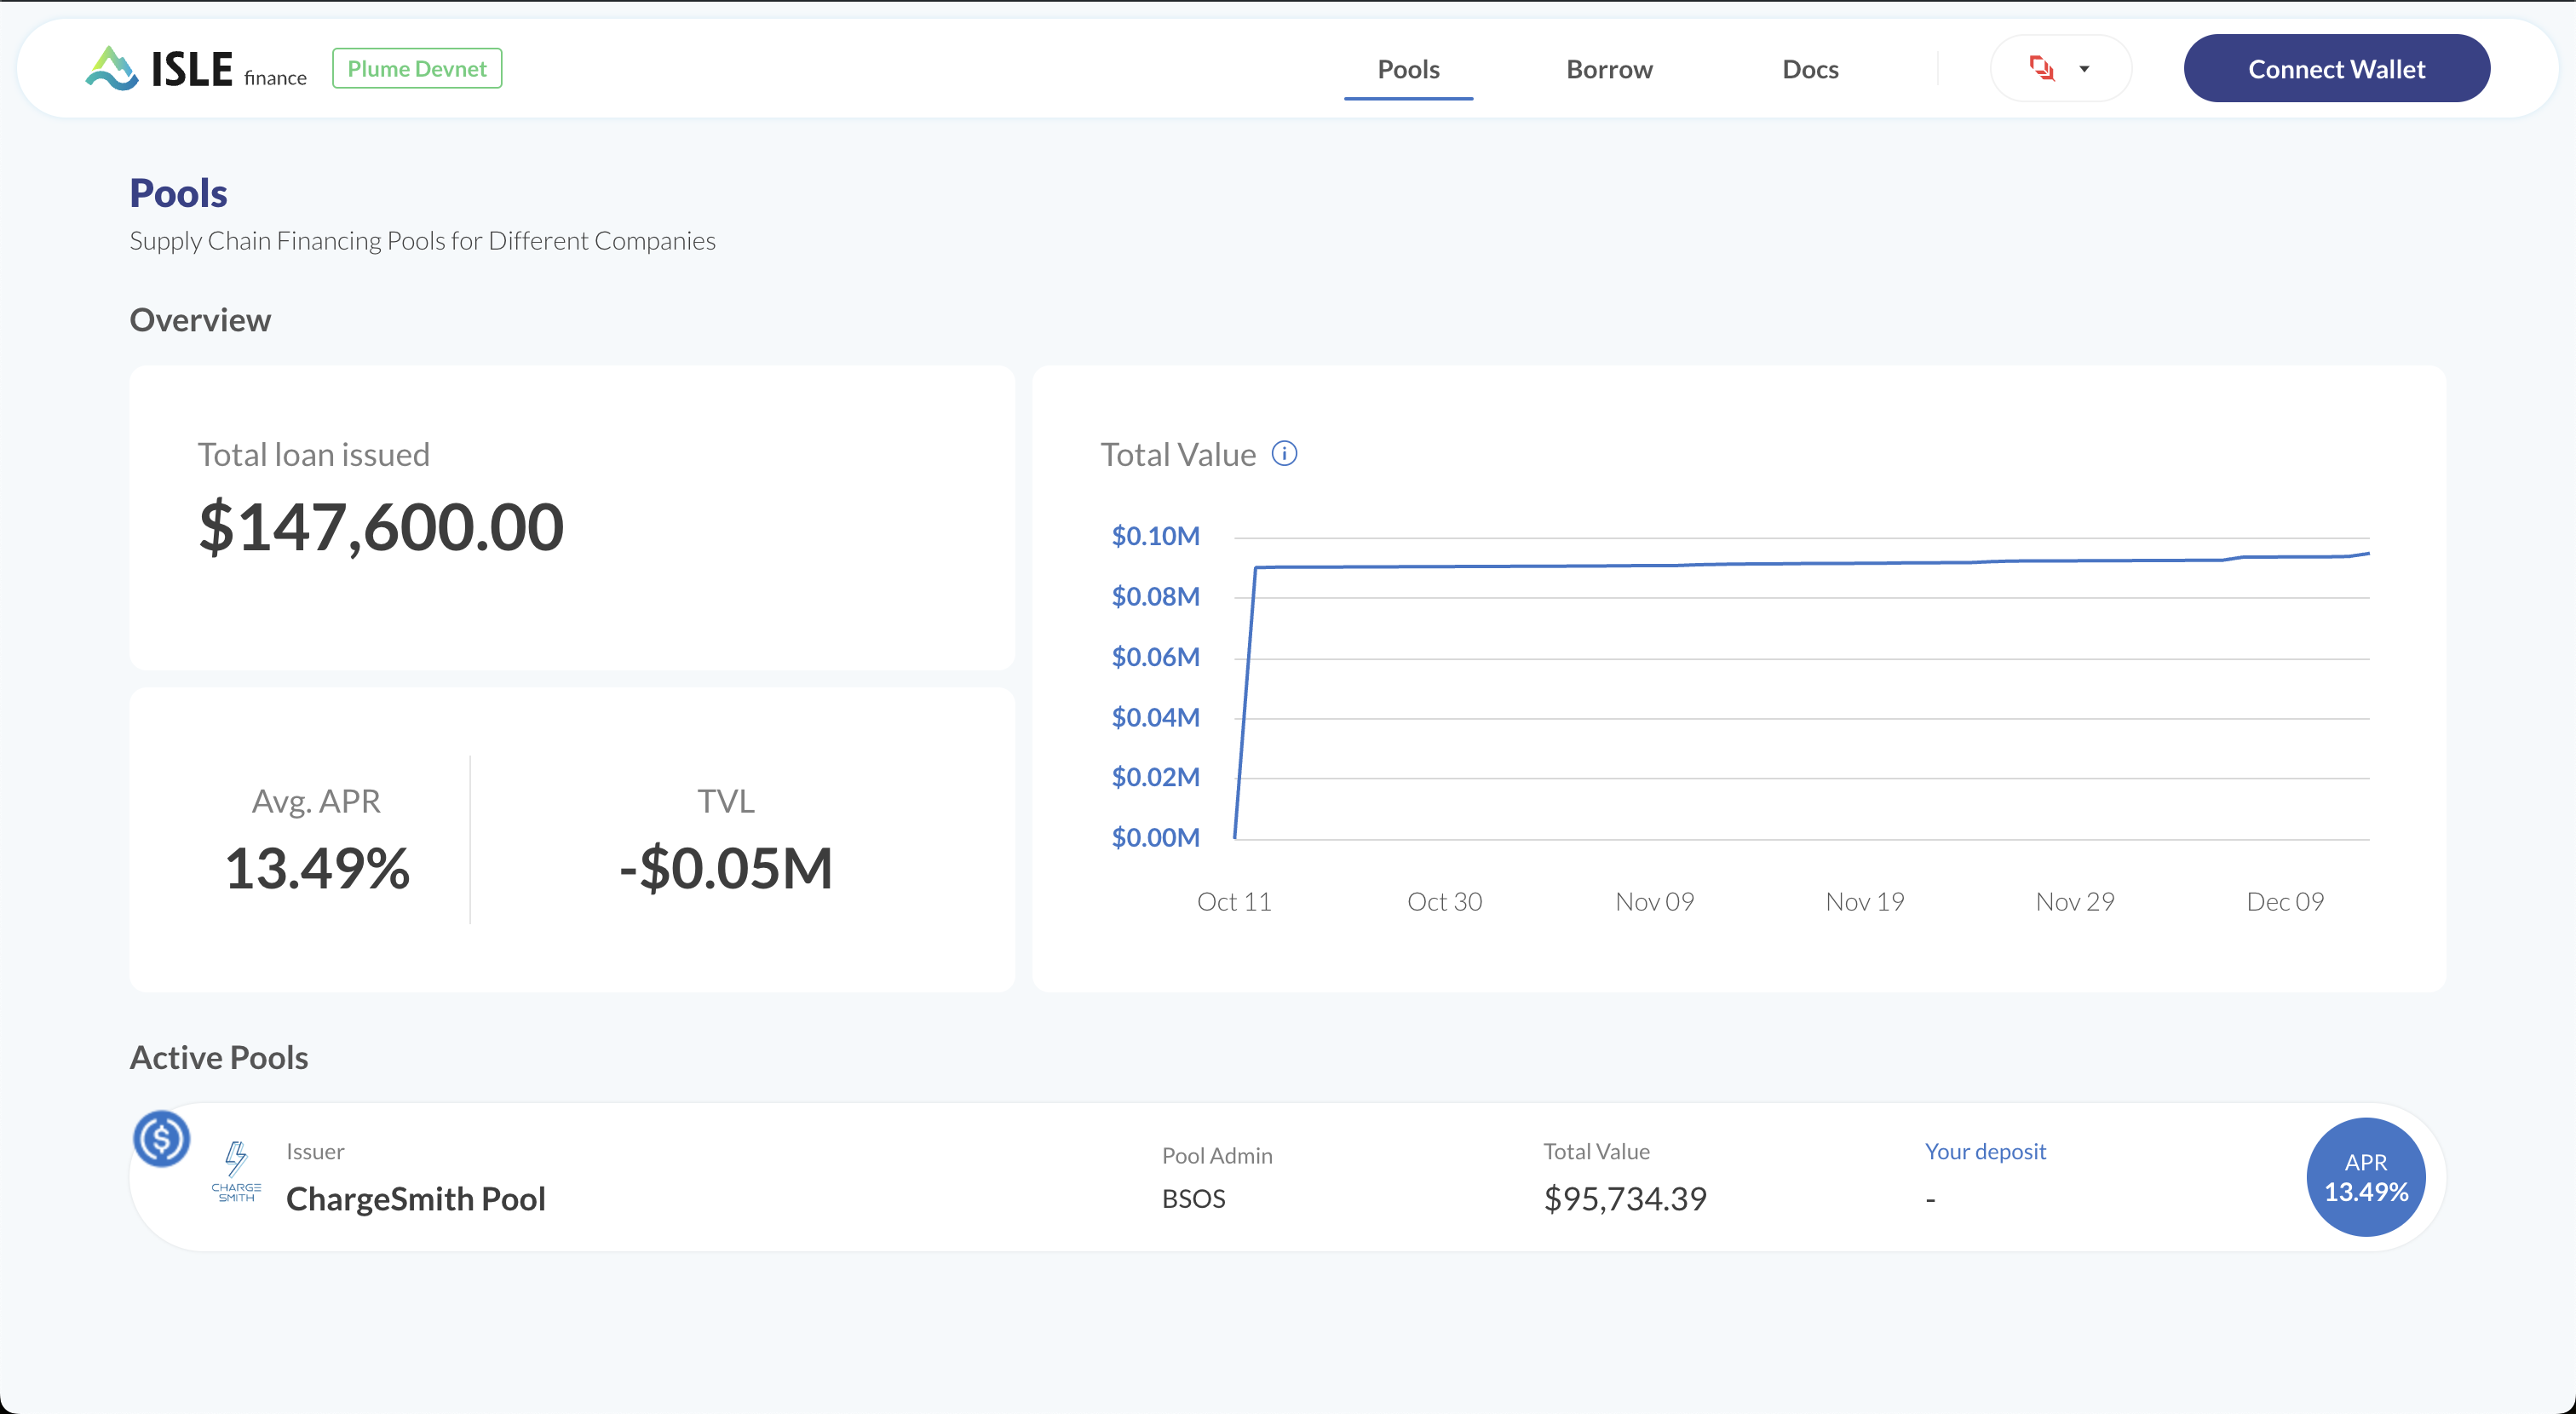 ISLE finance
Plume Devnet
Pools
Borrow
Docs
Connect Wallet
Pools
Supply Chain Financing Pools for Different Companies
Overview
Total loan issued
$147,600.00
Avg. APR
13.49%
TVL
-$0.05M
Total Value
$0.10M
$0.08M
$0.06M
$0.04M
$0.02M
$0.00M
Oct 11
Oct 30
Nov 09
Nov 19
Nov 29
Dec 09
Active Pools
CHARGE
SMITH
Issuer
ChargeSmith Pool
Pool Admin
BSOS
Total Value
$95,734.39
Your deposit
-
APR
13.49%